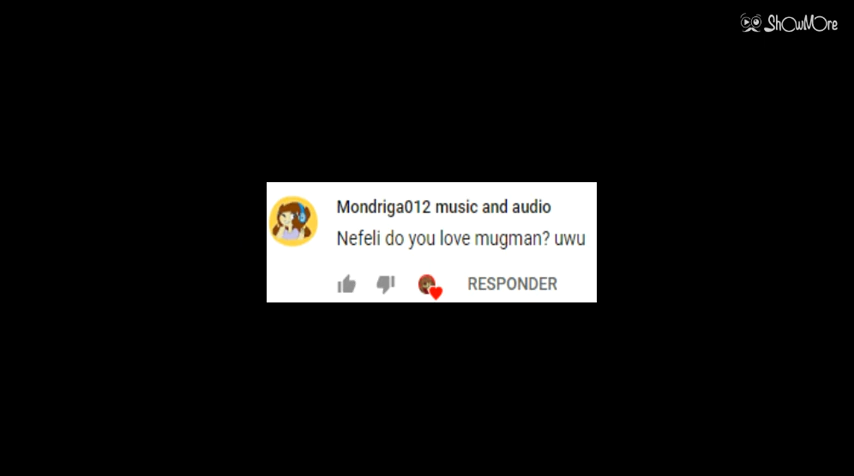 ShowMore
Mondriga012 music and audio
Nefeli do you love mugman? uwu
RESPONDER